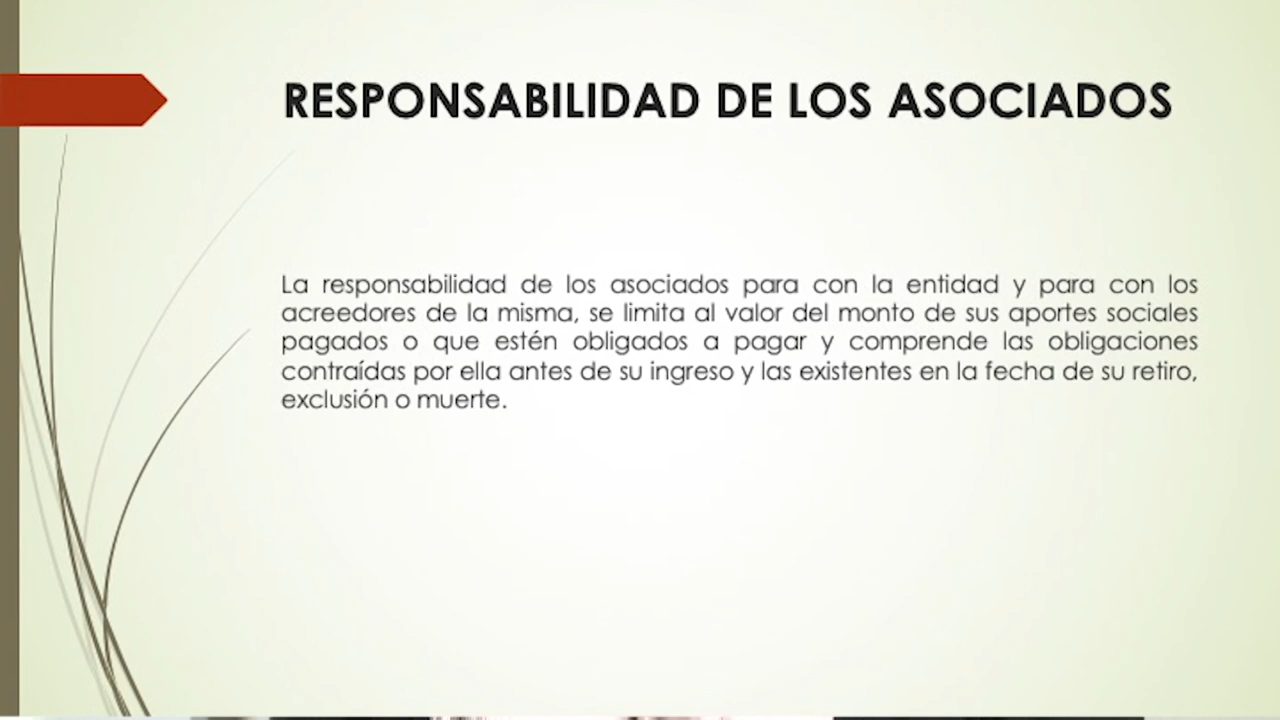 RESPONSABILIDAD DE LOS ASOCIADOS
La responsabilidad de los asociados para con la entidad y para con los
acreedores de la misma, se limita al valor del monto de sus aportes sociales
pagados o que estén obligados a pagar y comprende las obligaciones
contraídas por ella antes de su ingreso y las existentes en la fecha de su retiro,
exclusión o muerte.